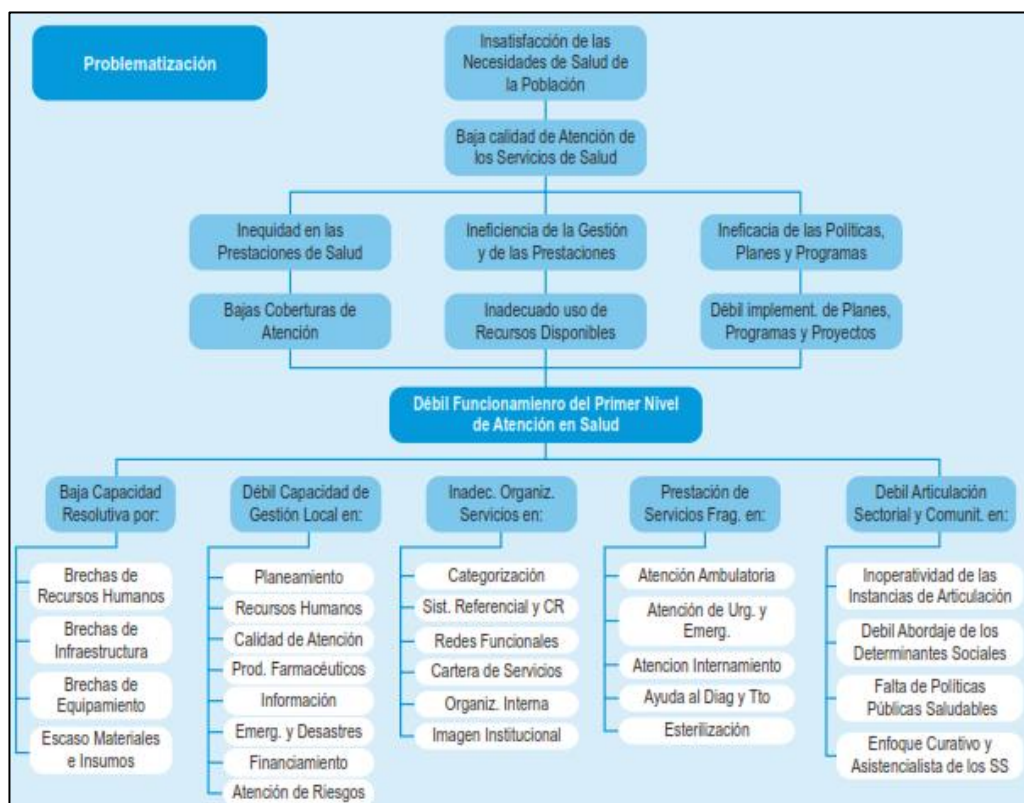 Problematización
Insatisfacción de las
Necesidades de Salud de
la Población
Baja calidad de Atención de
los Servicios de Salud
Inequidad en las
Prestaciones de Salud
Ineficiencia de la Gestión
y de las Prestaciones
Ineficacia de las Políticas,
Planes y Programas
Bajas Coberturas de
Atención
Inadecuado uso de
Recursos Disponibles
Débil implement. de Planes,
Programas y Proyectos
Débil Funcionamienro del Primer Nivel
de Atención en Salud
Baja Capacidad
Resolutiva por:
Brechas de
Recursos Humanos
Brechas de
Infraestructura
Brechas de
Equipamiento
Escaso Materiales
e Insumos
Débil Capacidad de
Gestión Local en:
Planeamiento
Recursos Humanos
Calidad de Atención
Prod. Farmacéuticos
Información
Emerg. y Desastres
Financiamiento
Atención de Riesgos
Inadec. Organiz.
Servicios en:
Categorización
Sist. Referencial y CR
Redes Funcionales
Cartera de Servicios
Organiz. Interna
Imagen Institucional
Prestación de
Servicios Frag. en:
Atención Ambulatoria
Atención de Urg. y
Emerg.
Atencion Internamiento
Ayuda al Diag y Tto
Esterilización
Debil Articulación
Sectorial y Comunit. en:
Inoperatividad de las
Instancias de Articulación
Debil Abordaje de los
Determinantes Sociales
Falta de Políticas
Públicas Saludables
Enfoque Curativo y
Asistencialista de los SS